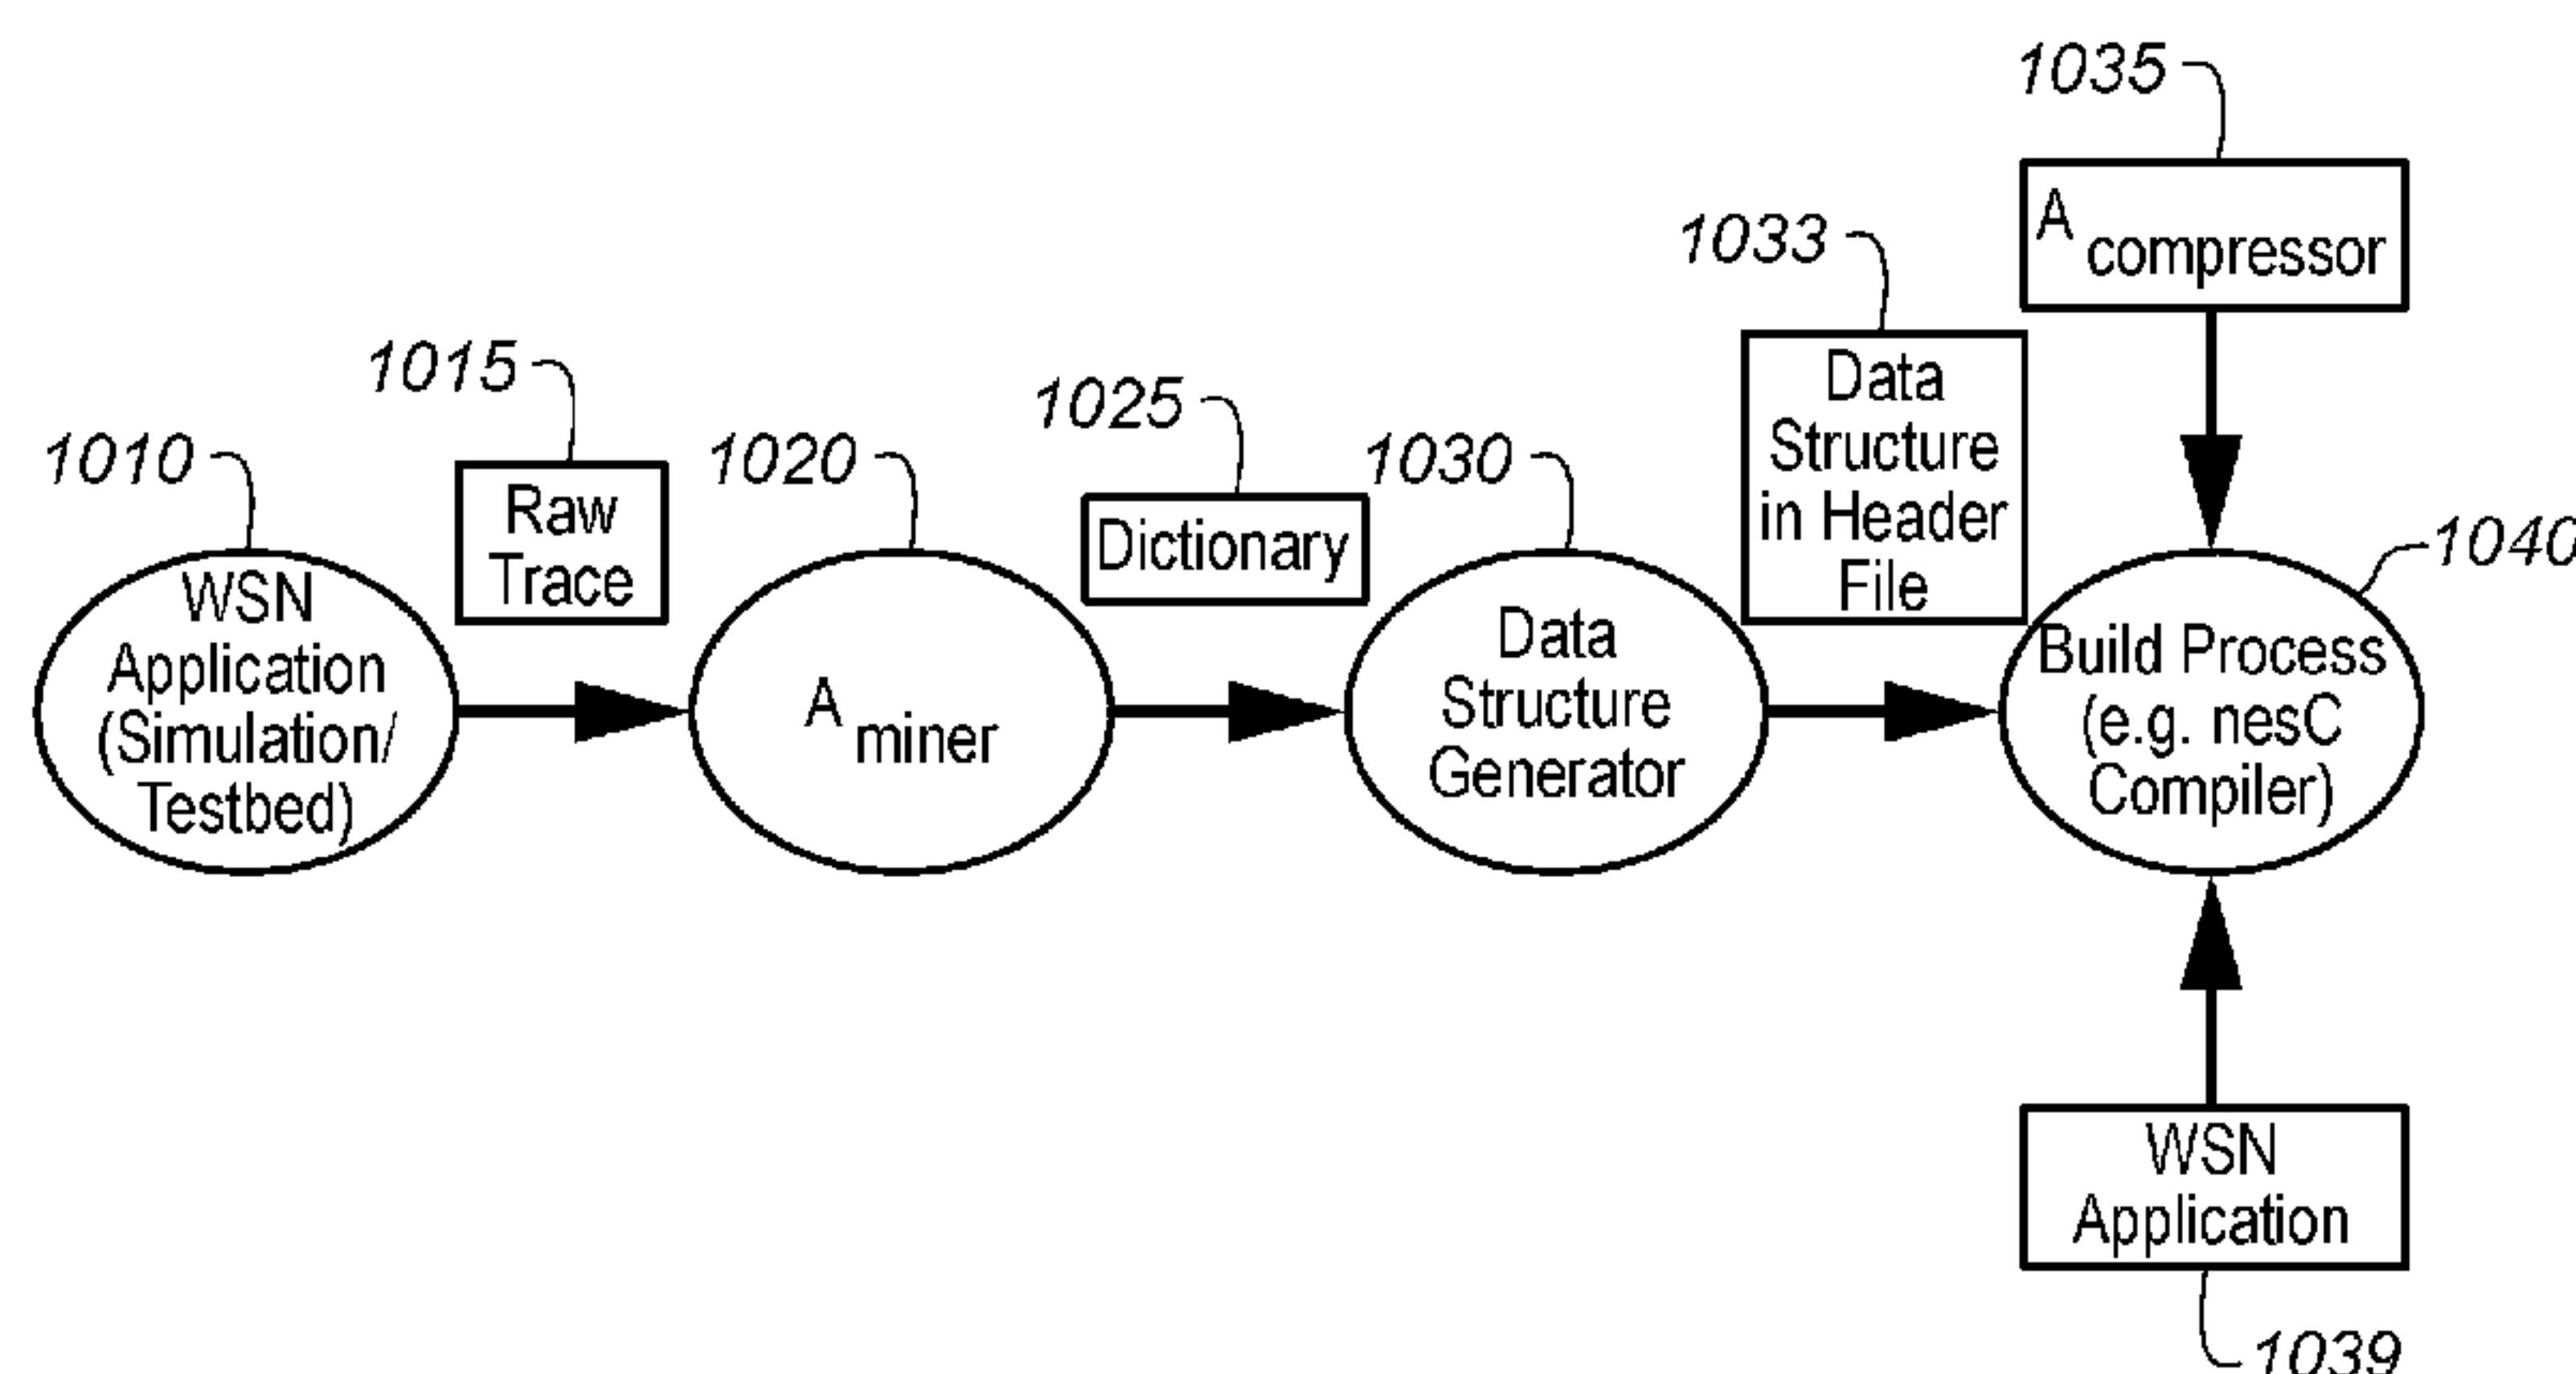 1035
A
compressor
1033
Data
Structure
in Header
File
1015
Raw
Trace
1025
Dictionary
1010
WSN
Application
(Simulation/
Testbed)
1020
A
miner
1030
Data
Structure
Generator
1040
Build Process
(e.g. nesC
Compiler)
WSN
Application
1039